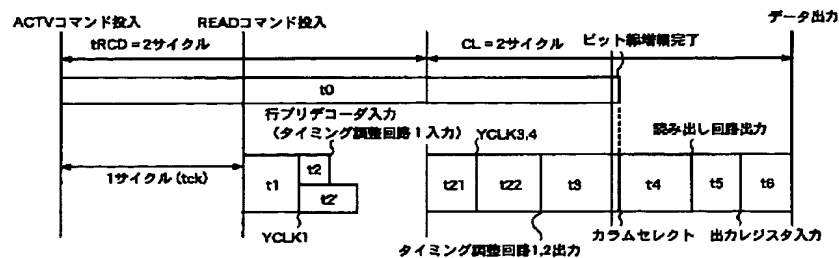 ACTVコマンド投入
READコマンド投入
データ出力
tRCD = 2サイクル
CL = 2サイクル
ビット線増幅完了
t0
行プリデコーダ入力
(タイミング調整回路1入力)
YCLK3,4
読み出し回路出力
1サイクル(tck)
t1
t2
t2'
t21
t22
t3
t4
t5
t6
YCLK1
カラムセレクト
出力レジスタ入力
タイミング調整回路1,2出力